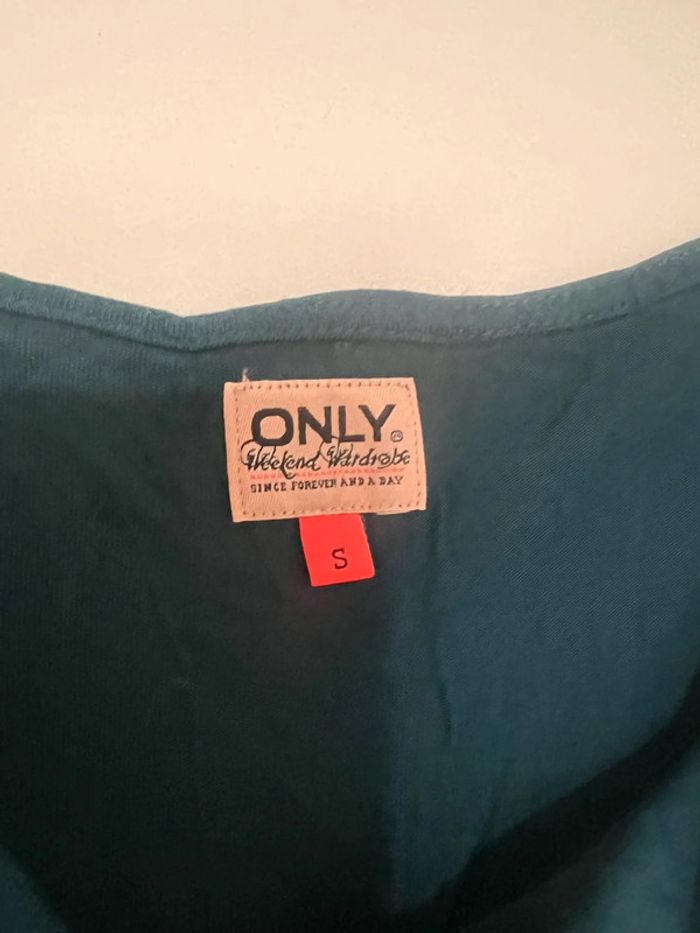 ONLY®
Weekend Wardrobe
SINCE FOREVER AND A DAY
S